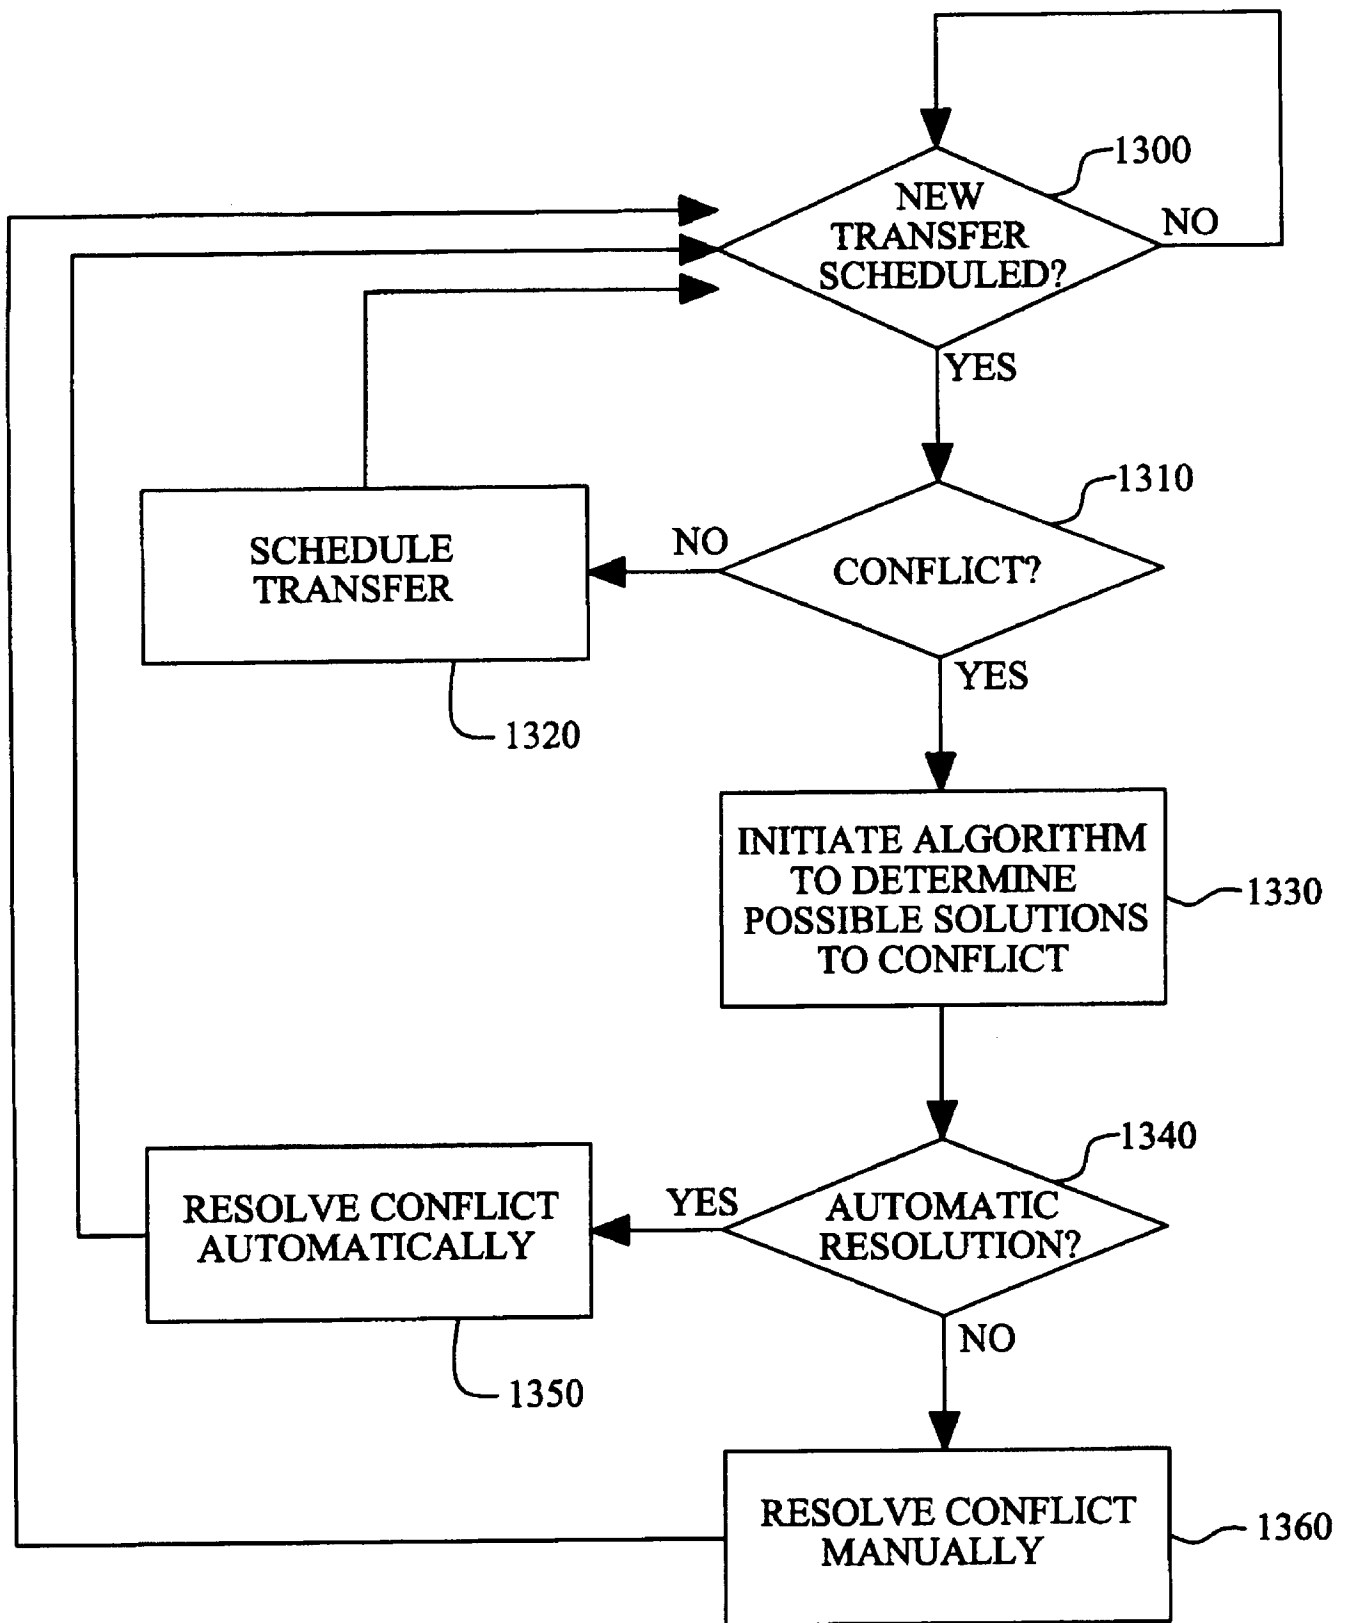 1300
NEW
TRANSFER
SCHEDULED?
NO
YES
1310
CONFLICT?
NO
SCHEDULE
TRANSFER
1320
YES
INITIATE ALGORITHM
TO DETERMINE
POSSIBLE SOLUTIONS
TO CONFLICT
1330
1340
AUTOMATIC
RESOLUTION?
YES
RESOLVE CONFLICT
AUTOMATICALLY
1350
NO
RESOLVE CONFLICT
MANUALLY
1360